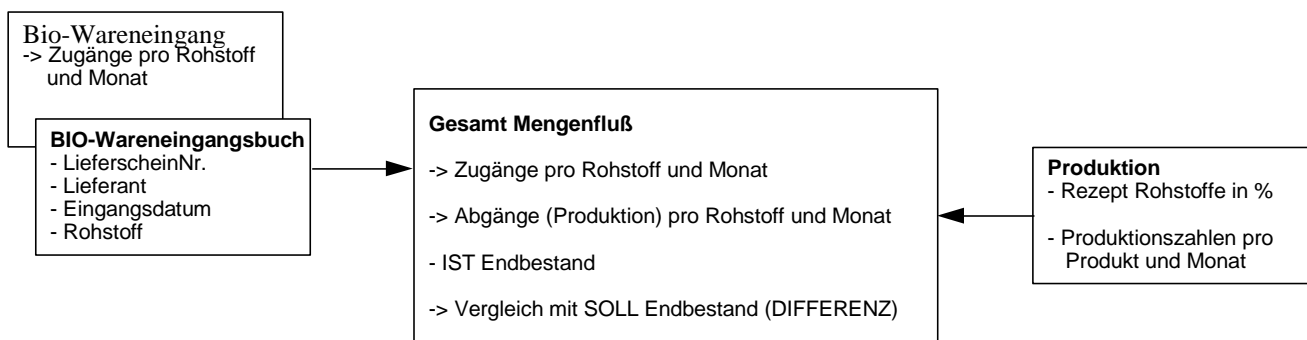 Bio-Wareneingang
-> Zugänge pro Rohstoff
und Monat
BIO-Wareneingangsbuch
- LieferscheinNr.
- Lieferant
- Eingangsdatum
- Rohstoff
Gesamt Mengenfluß
-> Zugänge pro Rohstoff und Monat
-> Abgänge (Produktion) pro Rohstoff und Monat
- IST Endbestand
-> Vergleich mit SOLL Endbestand (DIFFERENZ)
Produktion
- Rezept Rohstoffe in %
- Produktionszahlen pro
Produkt und Monat